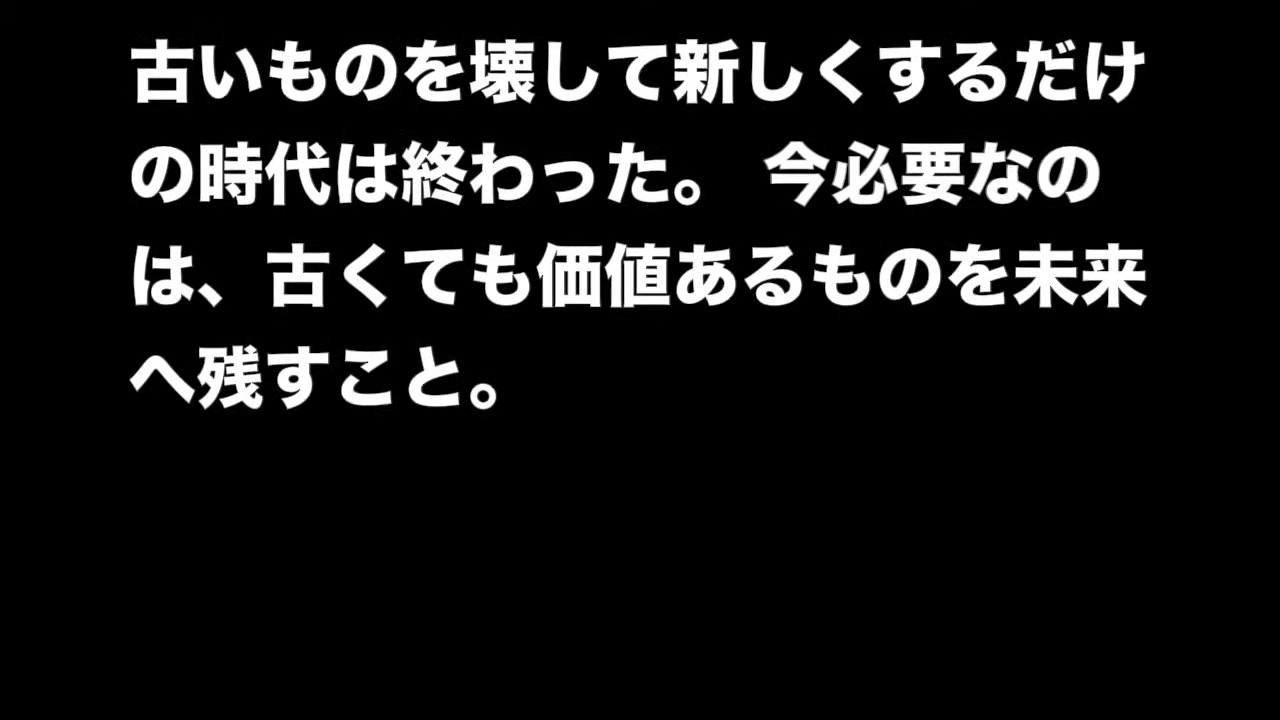 古いものを壊して新しくするだけ
の時代は終わった。 今必要なの
は、古くても価値あるものを未来
へ残すこと。